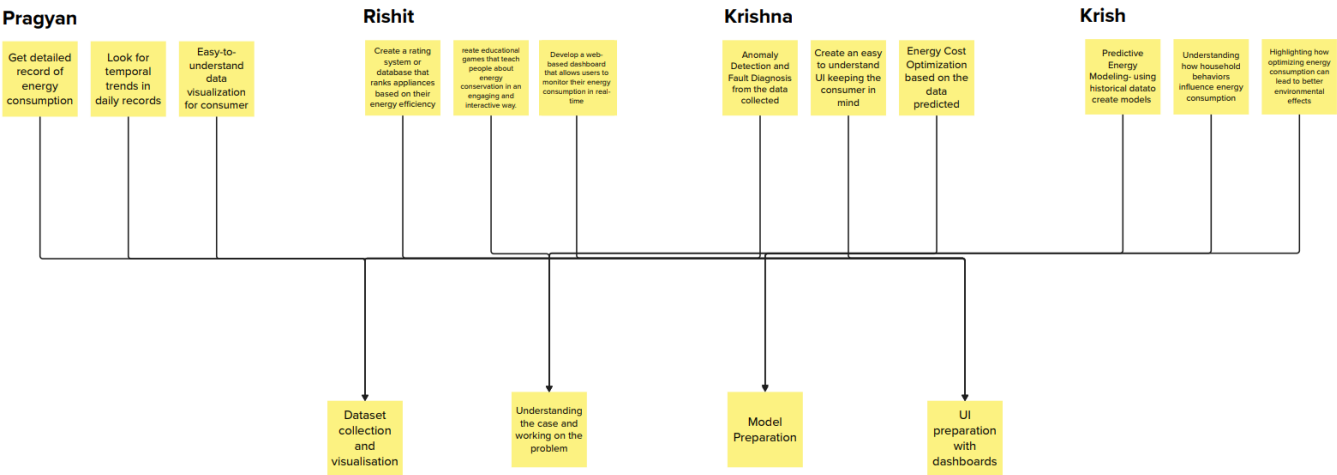 Pragyan
Rishit
Krishna
Krish
Get detailed
record of
energy
consumption
Look for
temporal
trends in
daily records
Easy-to-
understand
data
visualization
for consumer
Create a rating
system or
database that
ranks appliances
based on their
energy efficiency
reate educational
games that teach
people about
energy
conservation in an
engaging and
interactive way.
Develop a web-
based dashboard
that allows users to
monitor their energy
consumption in real-
time
Anomaly
Detection and
Fault Diagnosis
from the data
collected
Create an easy
to understand
UI keeping the
consumer in
mind
Energy Cost
Optimization
based on the
data
predicted
Predictive
Energy
Modeling- using
historical datato
create models
Understanding
how household
behaviors
influence energy
consumption
Highlighting how
optimizing energy
consumption can
lead to better
environmental
effects
Dataset
collection
and
visualisation
Understanding
the case and
working on the
problem
Model
Preparation
UI
preparation
with
dashboards